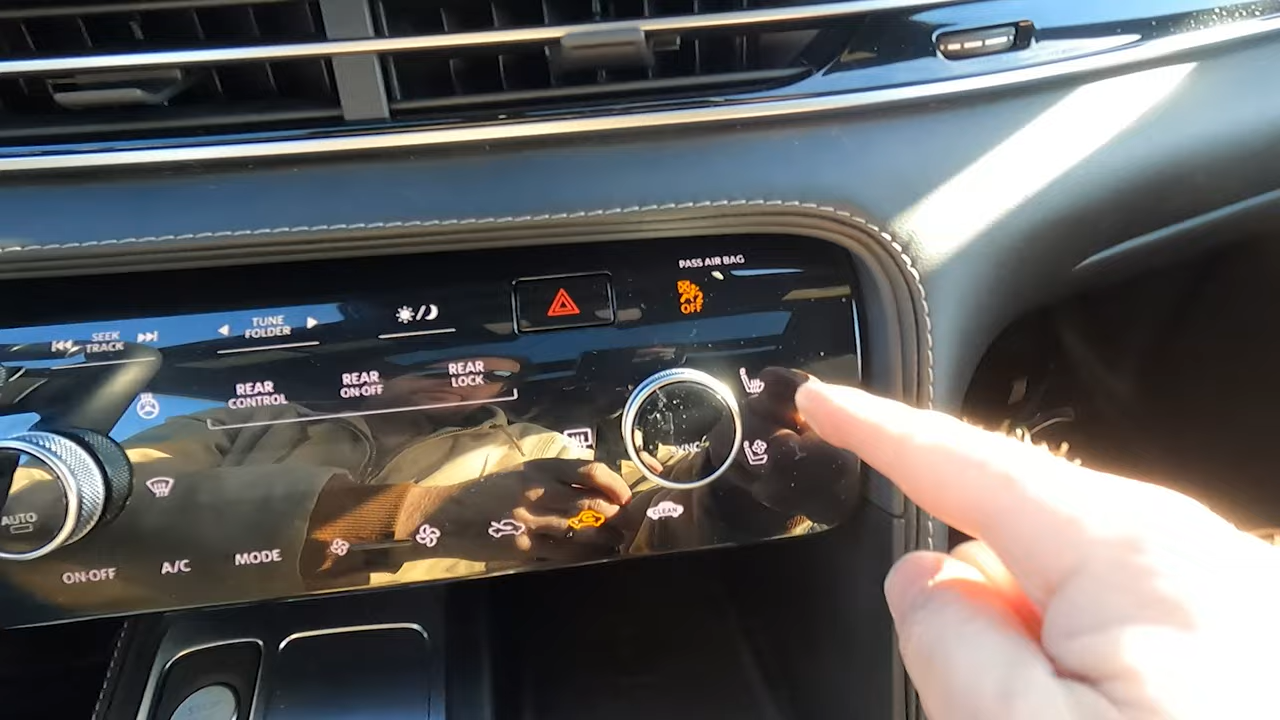 PASS AIR BAG
OFF
SEEK
TRACK
TUNE
FOLDER
REAR
CONTROL
REAR
ON·OFF
REAR
LOCK
SYNC
AUTO
CLEAN
ON·OFF
A/C
MODE